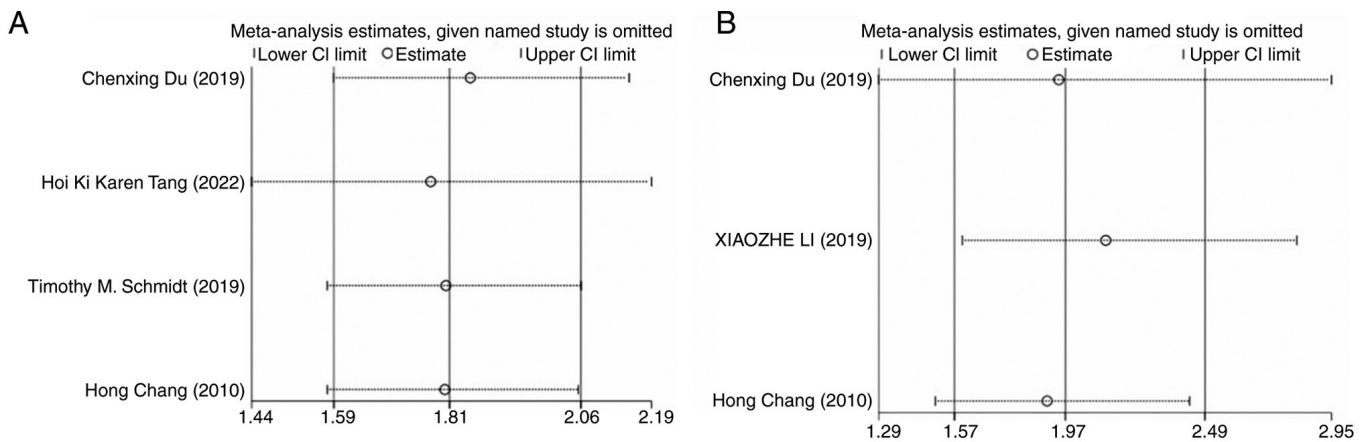 A
Meta-analysis estimates, given named study is omitted
Lower CI limit Estimate Upper CI limit
Chenxing Du (2019)
Hoi Ki Karen Tang (2022)
Timothy M. Schmidt (2019)
Hong Chang (2010)
1.44 1.59 1.81 2.06 2.19
B
Meta-analysis estimates, given named study is omitted
Lower CI limit Estimate Upper CI limit
Chenxing Du (2019)
XIAOZHE LI (2019)
Hong Chang (2010)
1.29 1.57 1.97 2.49 2.95